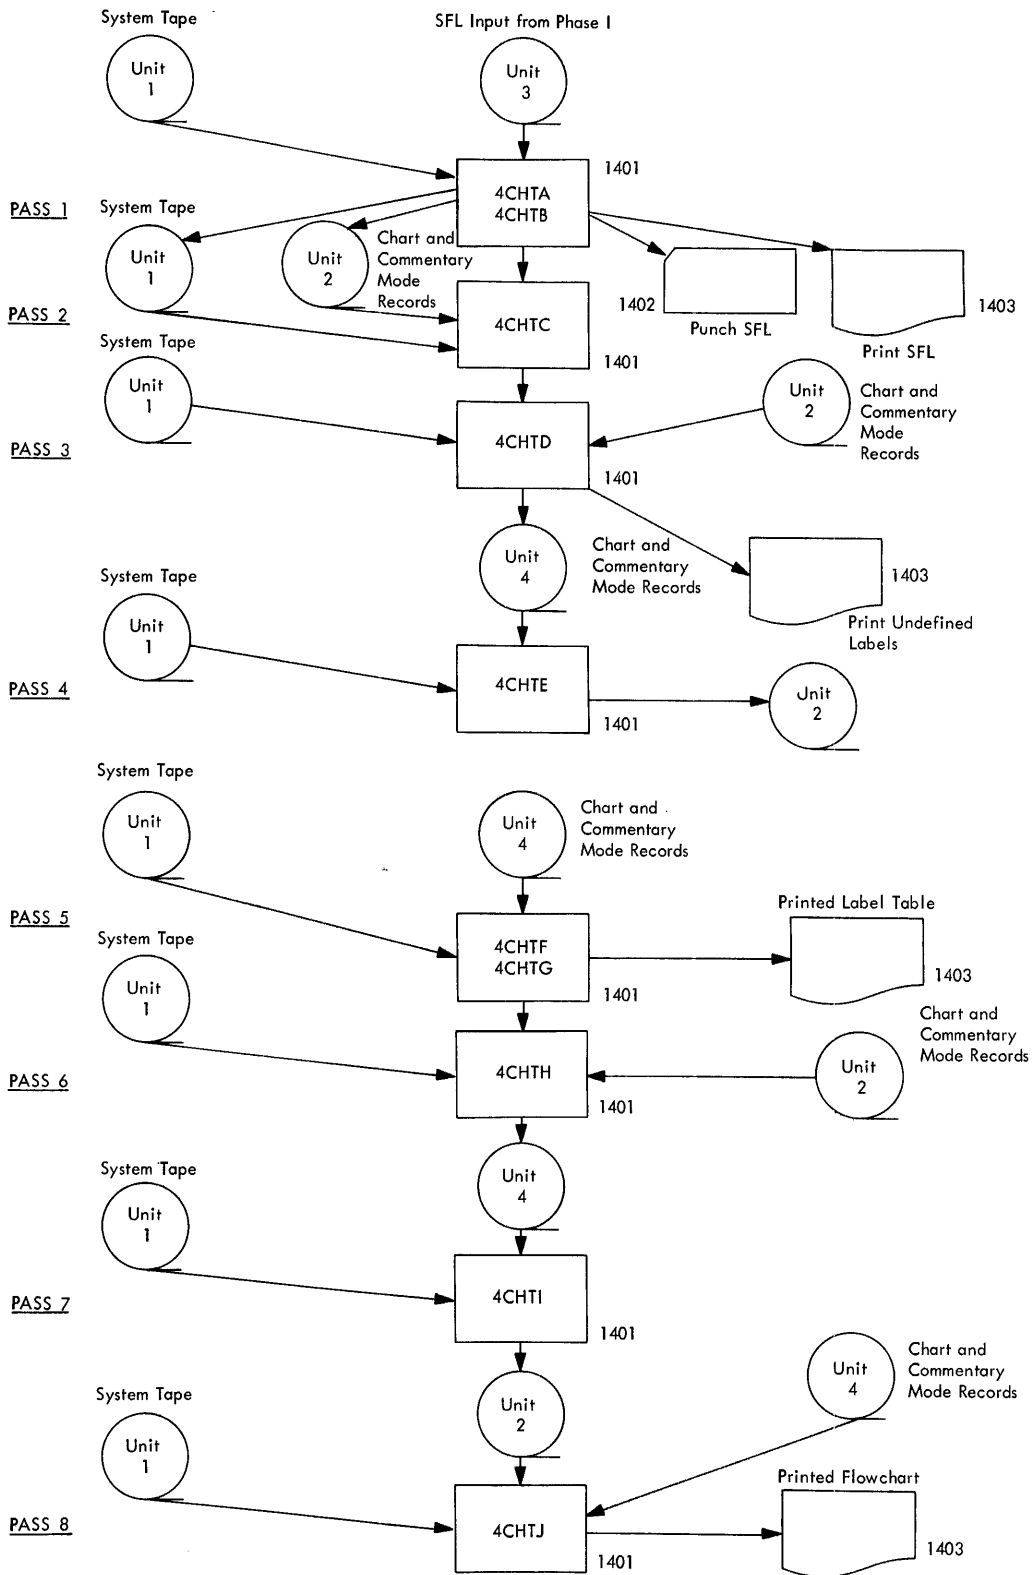 System Tape
SFL Input from Phase I
Unit
1
Unit
3
1401
4CHTA
4CHTB
PASS 1
System Tape
Unit
1
Unit
2
Chart and
Commentary
Mode
Records
1402
Punch SFL
1403
Print SFL
PASS 2
4CHTC
1401
System Tape
Unit
1
Unit
2
Chart and
Commentary
Mode
Records
PASS 3
4CHTD
1401
Unit
4
Chart and
Commentary
Mode Records
1403
Print Undefined
Labels
System Tape
Unit
1
PASS 4
4CHTE
1401
Unit
2
System Tape
Unit
1
Unit
4
Chart and
Commentary
Mode Records
PASS 5
4CHTF
4CHTG
1401
Printed Label Table
1403
System Tape
Unit
1
Chart and
Commentary
Mode Records
PASS 6
4CHTH
1401
Unit
2
Unit
4
System Tape
Unit
1
PASS 7
4CHTI
1401
Unit
2
Unit
4
Chart and
Commentary
Mode Records
System Tape
Unit
1
PASS 8
4CHTJ
1401
Printed Flowchart
1403